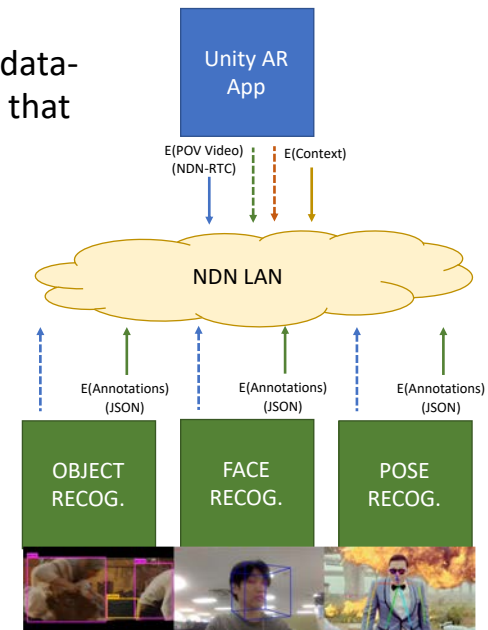 data-
that
Unity AR
App
E(POV Video)
(NDN-RTC)
E(Context)
NDN LAN
E(Annotations)
(JSON)
E(Annotations)
(JSON)
E(Annotations)
(JSON)
OBJECT
RECOG.
FACE
RECOG.
POSE
RECOG.